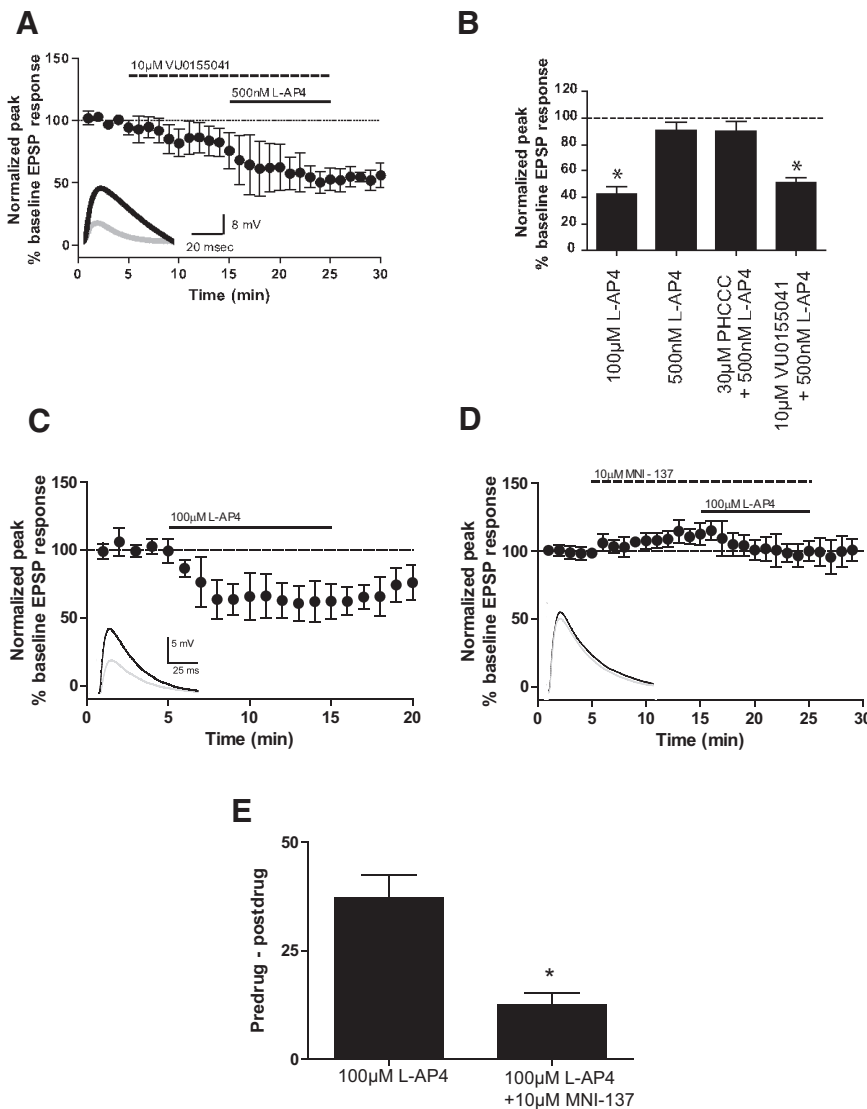 A
Normalized peak
% baseline EPSP response
150
100
50
0
10μM VU0155041
500nM L-AP4
8 mV
20 msec
0 5 10 15 20 25 30
Time (min)
B
Normalized peak
% baseline EPSP response
120
100
80
60
40
20
0
*
*
100μM L-AP4
500nM L-AP4
30μM PHCCC
+ 500nM L-AP4
10μM VU0155041
+ 500nM L-AP4
C
Normalized peak
% baseline EPSP response
150
100
50
0
100μM L-AP4
5 mV
25 ms
0 5 10 15 20
Time (min)
D
Normalized peak
% baseline EPSP response
150
100
50
0
10μM MNI - 137
100μM L-AP4
0 5 10 15 20 25 30
Time (min)
E
Predrug - postdrug
50
25
0
*
100μM L-AP4
100μM L-AP4
+10μM MNI-137